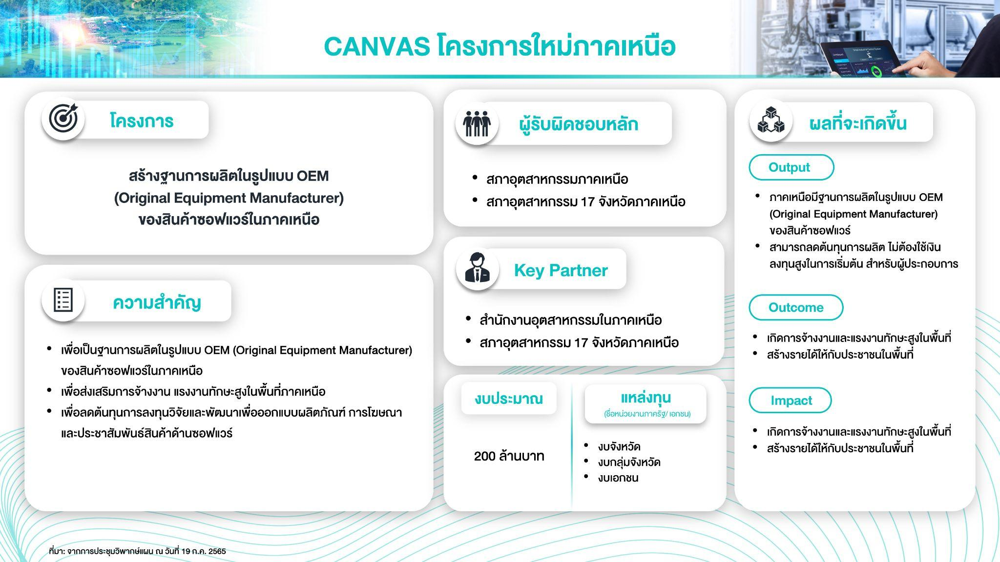 CANVAS โครงการใหม่ภาคเหนือ
โครงการ
สร้างฐานการผลิตในรูปแบบ OEM
(Original Equipment Manufacturer)
ของสินค้าซอฟแวร์ในภาคเหนือ
ความสำคัญ
• เพื่อเป็นฐานการผลิตในรูปแบบ OEM (Original Equipment Manufacturer)
ของสินค้าซอฟแวร์ในภาคเหนือ
• เพื่อส่งเสริมการจ้างงาน แรงงานทักษะสูงในพื้นที่ภาคเหนือ
• เพื่อลดต้นทุนการลงทุนวิจัยและพัฒนาเพื่อออกแบบผลิตภัณฑ์ การโฆษณา
และประชาสัมพันธ์สินค้าด้านซอฟแวร์
ผู้รับผิดชอบหลัก
• สภาอุตสาหกรรมภาคเหนือ
• สภาอุตสาหกรรม 17 จังหวัดภาคเหนือ
Key Partner
• สำนักงานอุตสาหกรรมในภาคเหนือ
• สภาอุตสาหกรรม 17 จังหวัดภาคเหนือ
งบประมาณ
200 ล้านบาท
แหล่งทุน
(ชื่อหน่วยงานภาครัฐ/ เอกชน)
• งบจังหวัด
• งบกลุ่มจังหวัด
• งบเอกชน
ผลที่จะเกิดขึ้น
Output
• ภาคเหนือมีฐานการผลิตในรูปแบบ OEM
(Original Equipment Manufacturer)
ของสินค้าซอฟแวร์
• สามารถลดต้นทุนการผลิต ไม่ต้องใช้เงิน
ลงทุนสูงในการเริ่มต้น สำหรับผู้ประกอบการ
Outcome
• เกิดการจ้างงานและแรงงานทักษะสูงในพื้นที่
• สร้างรายได้ให้กับประชาชนในพื้นที่
Impact
• เกิดการจ้างงานและแรงงานทักษะสูงในพื้นที่
• สร้างรายได้ให้กับประชาชนในพื้นที่
ที่มา: จากการประชุมวิพากษ์แผน ณ วันที่ 19 ก.ค. 2565